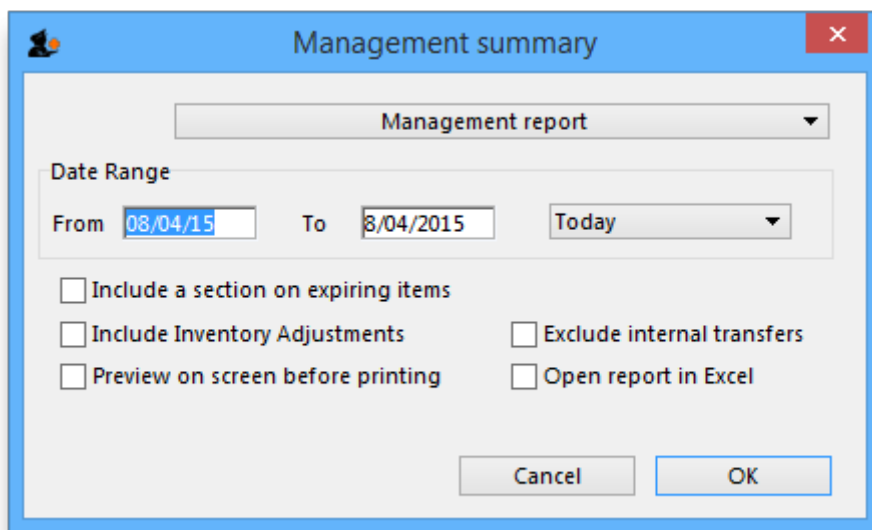 Management summary
Management report
Date Range
From 08/04/15 To 8/04/2015 Today
Include a section on expiring items
Include Inventory Adjustments Exclude internal transfers
Preview on screen before printing Open report in Excel
Cancel OK